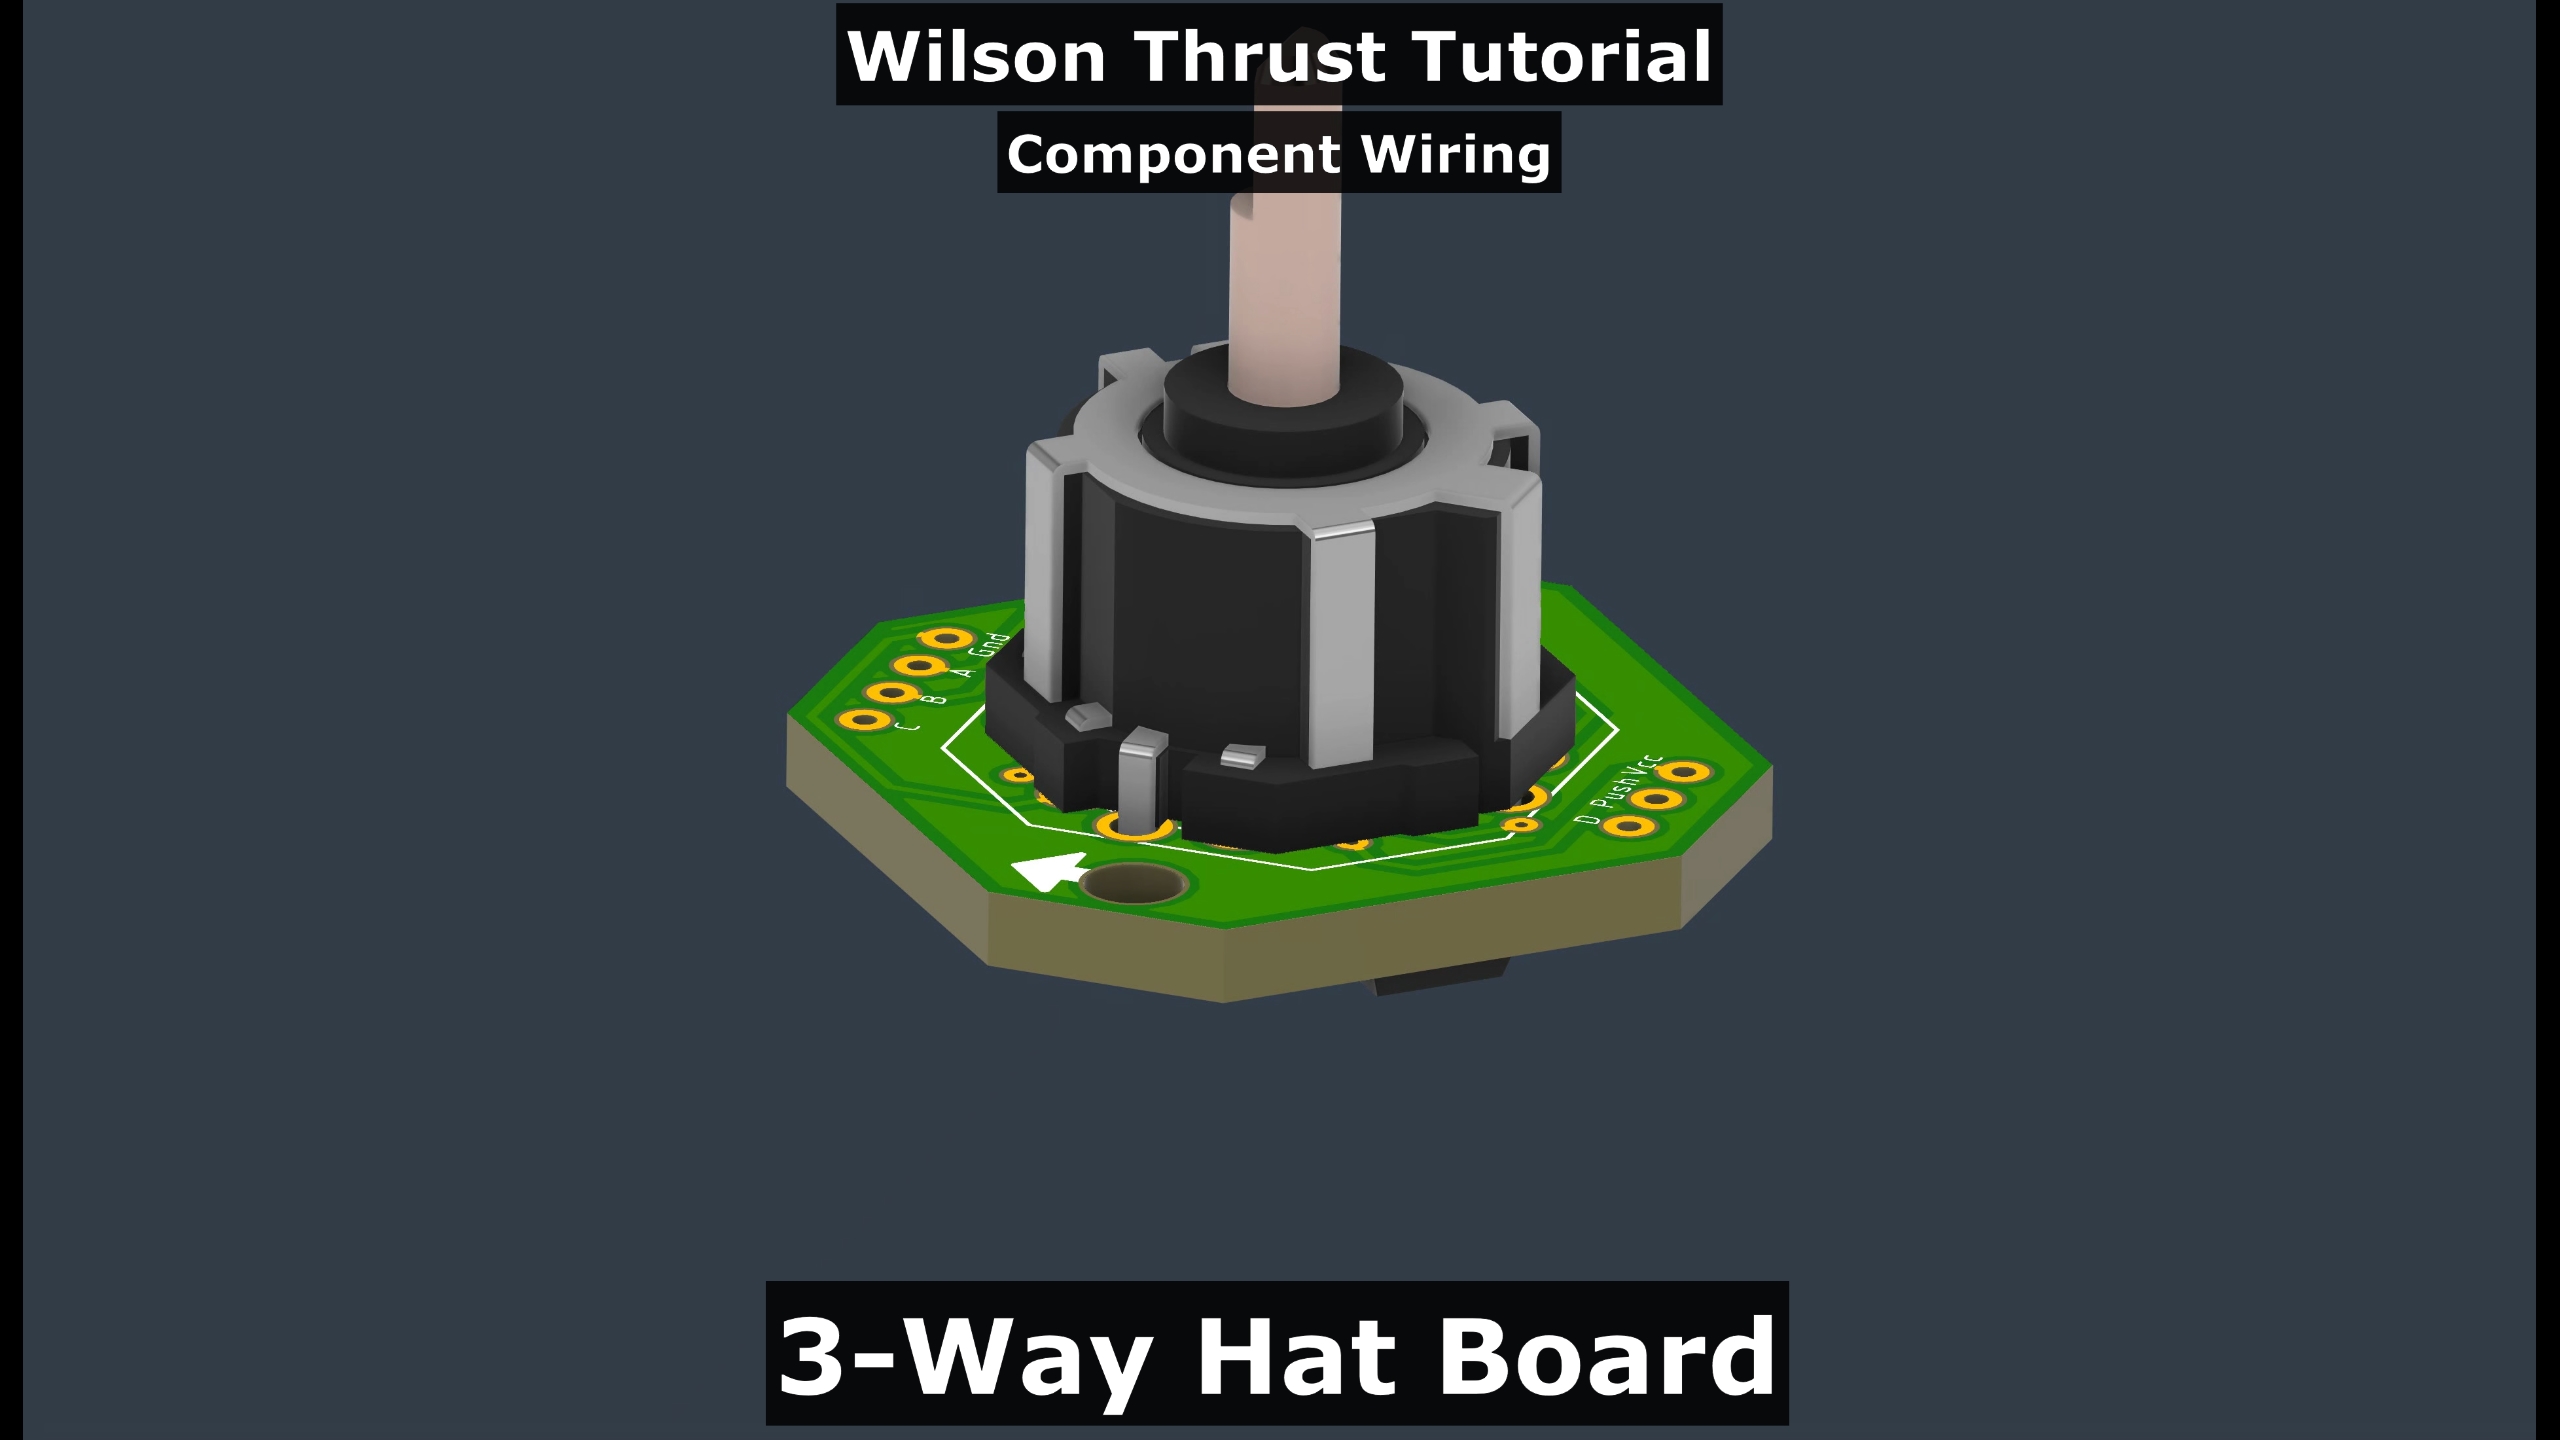 Wilson Thrust Tutorial
Component Wiring
Gnd
A
B
C
Vcc
Push
D
3-Way Hat Board